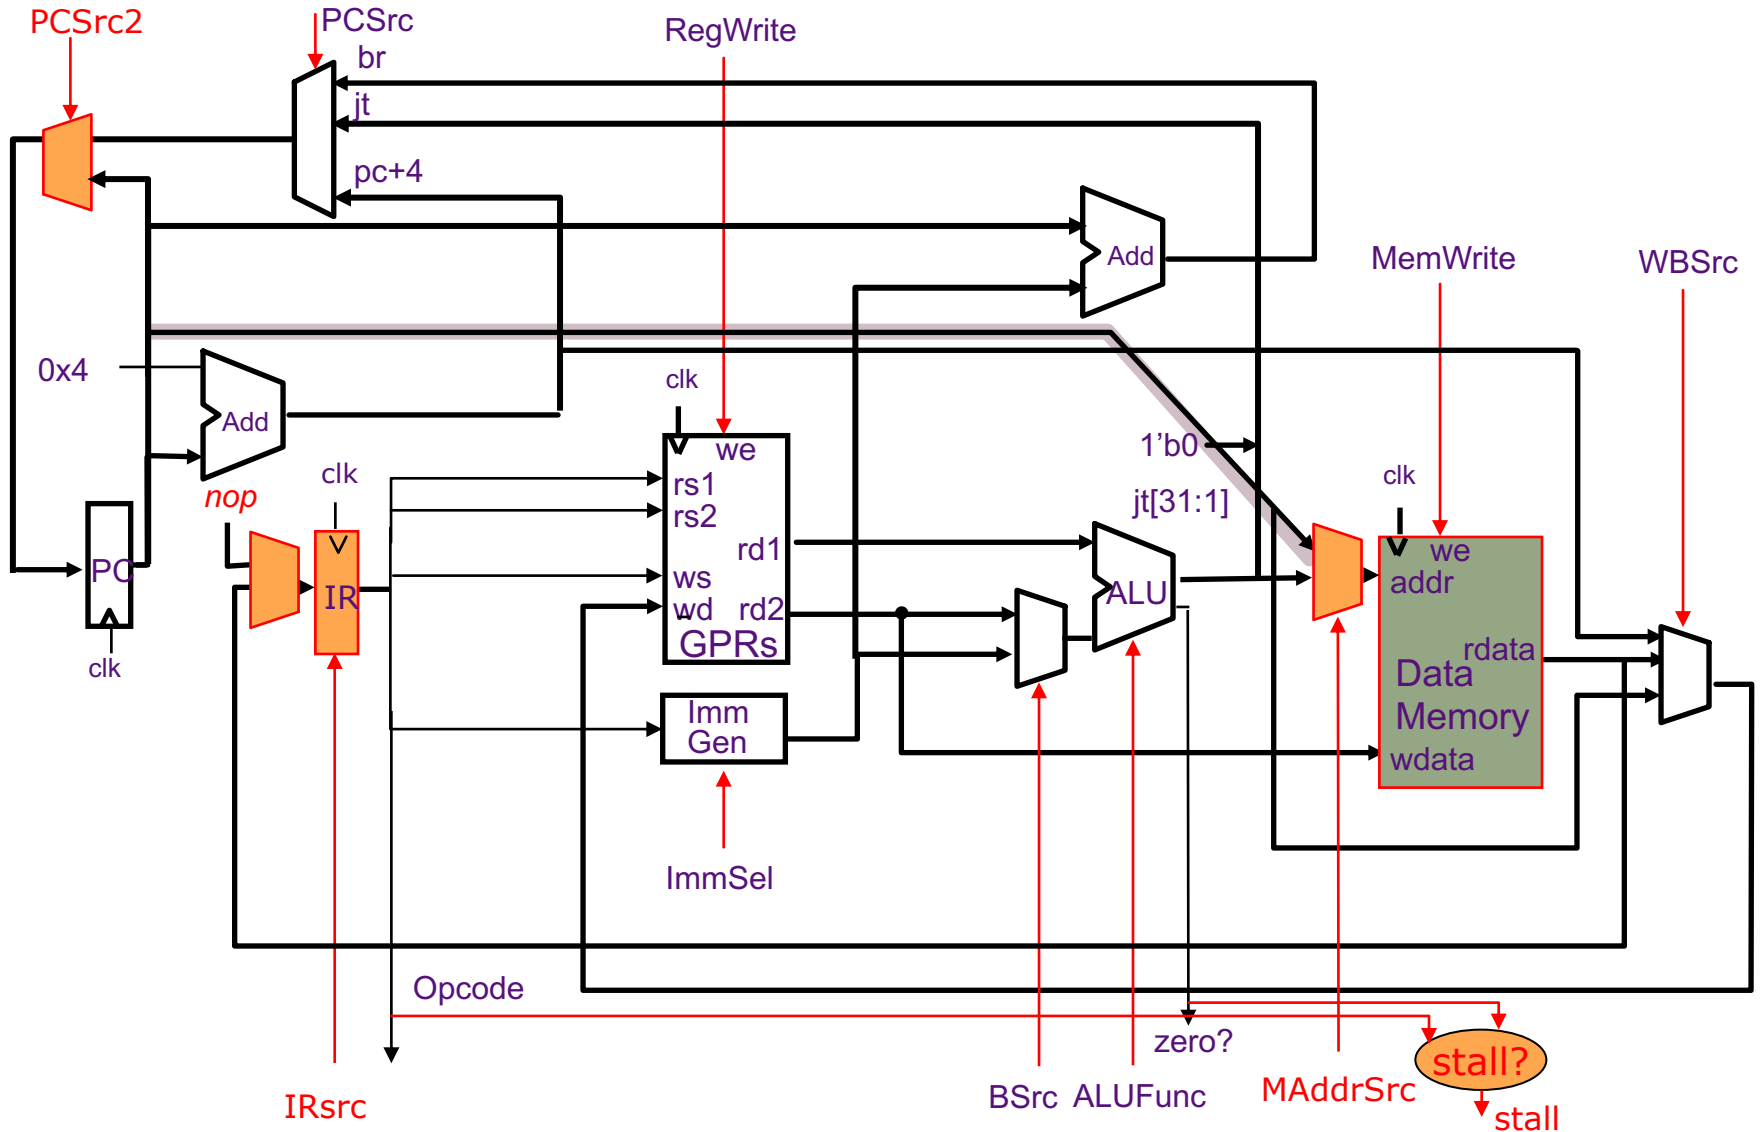 PCSrc2
PCSrc
br
RegWrite
jt
pc+4
Add
MemWrite
WBSrc
0x4
Add
clk
we
1'b0
nop
clk
rs1
rs2
jt[31:1]
clk
we
addr
PC
IR
rd1
ws
wd
rd2
GPRs
ALU
clk
rdata
Data
Memory
wdata
Imm
Gen
ImmSel
Opcode
zero?
stall?
IRsrc
BSrc
ALUFunc
MAddrSrc
stall